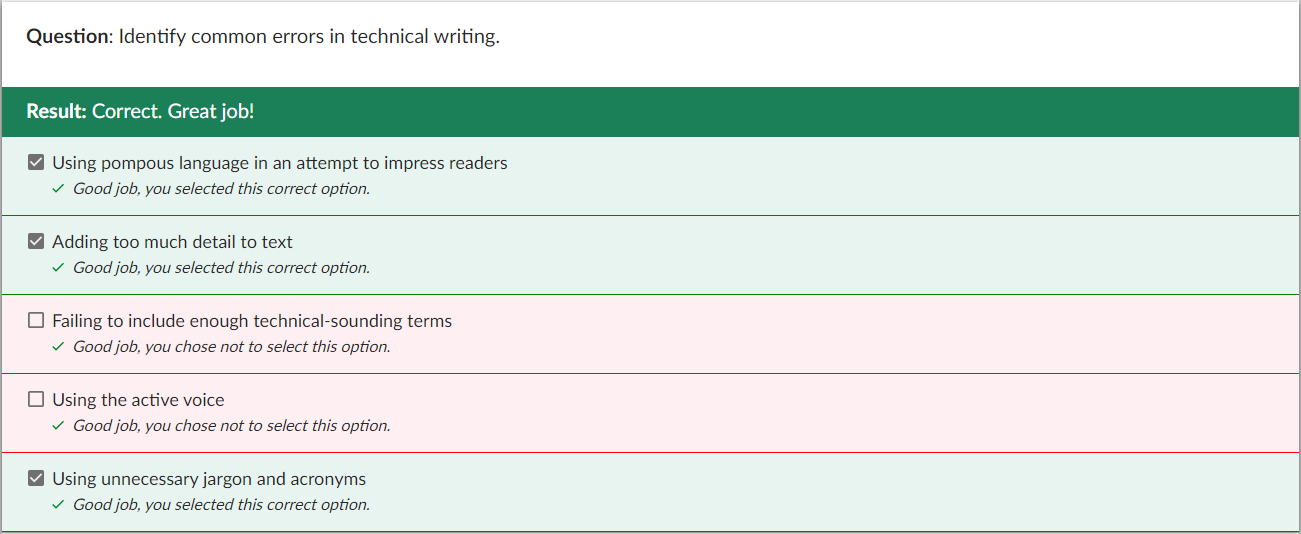 Question: Identify common errors in technical writing.
Result: Correct. Great job!
Using pompous language in an attempt to impress readers
Good job, you selected this correct option.
Adding too much detail to text
Good job, you selected this correct option.
Failing to include enough technical-sounding terms
Good job, you chose not to select this option.
Using the active voice
Good job, you chose not to select this option.
Using unnecessary jargon and acronyms
Good job, you selected this correct option.